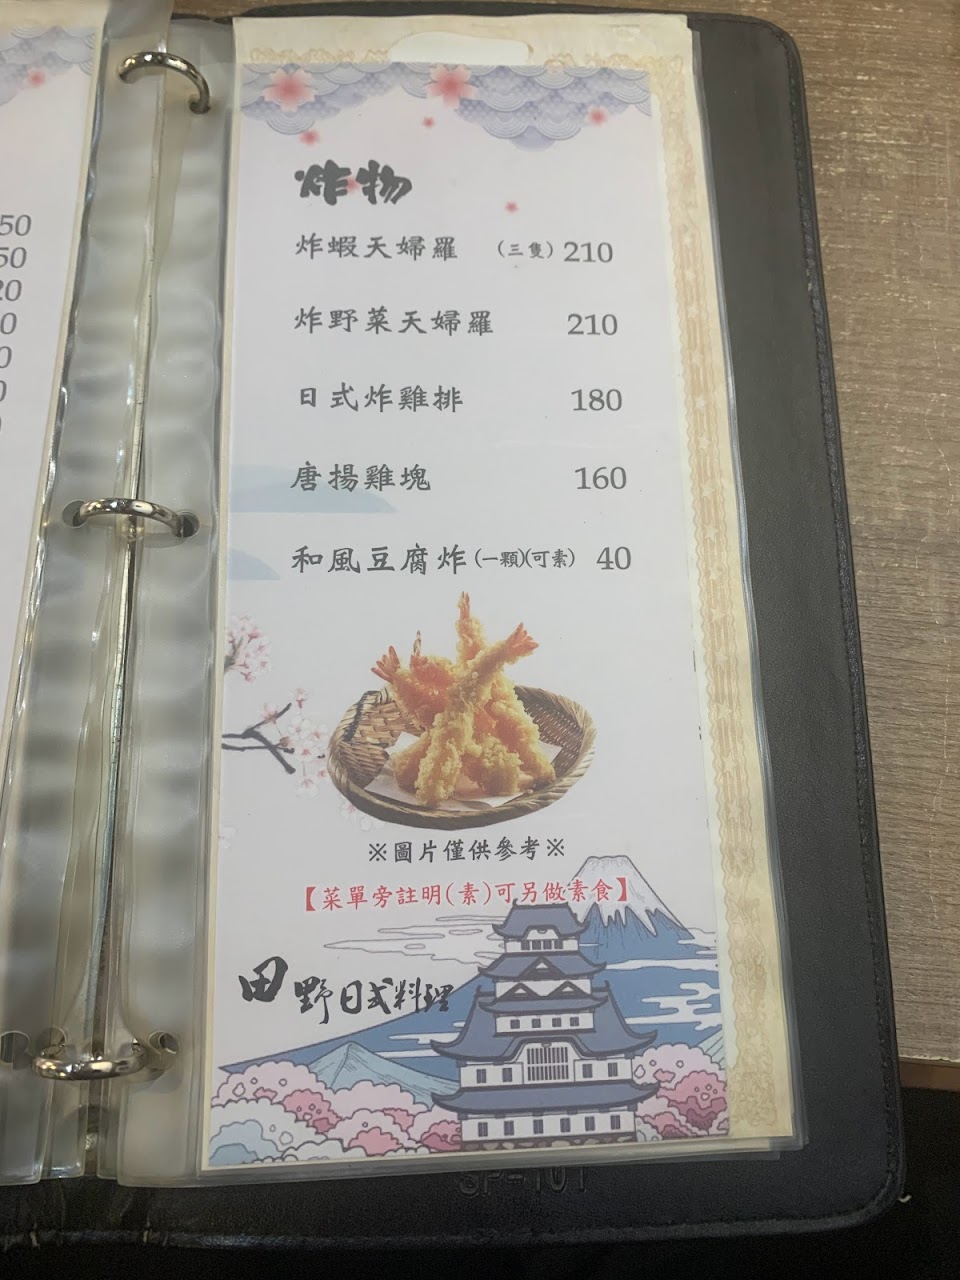 炸物
炸蝦天婦羅 (三隻) 210
炸野菜天婦羅 210
日式炸雞排 180
唐揚雞塊 160
和風豆腐炸(一顆)(可素) 40
※圖片僅供參考※
【菜單旁註明(素)可另做素食】
田野日式料理
SP-101